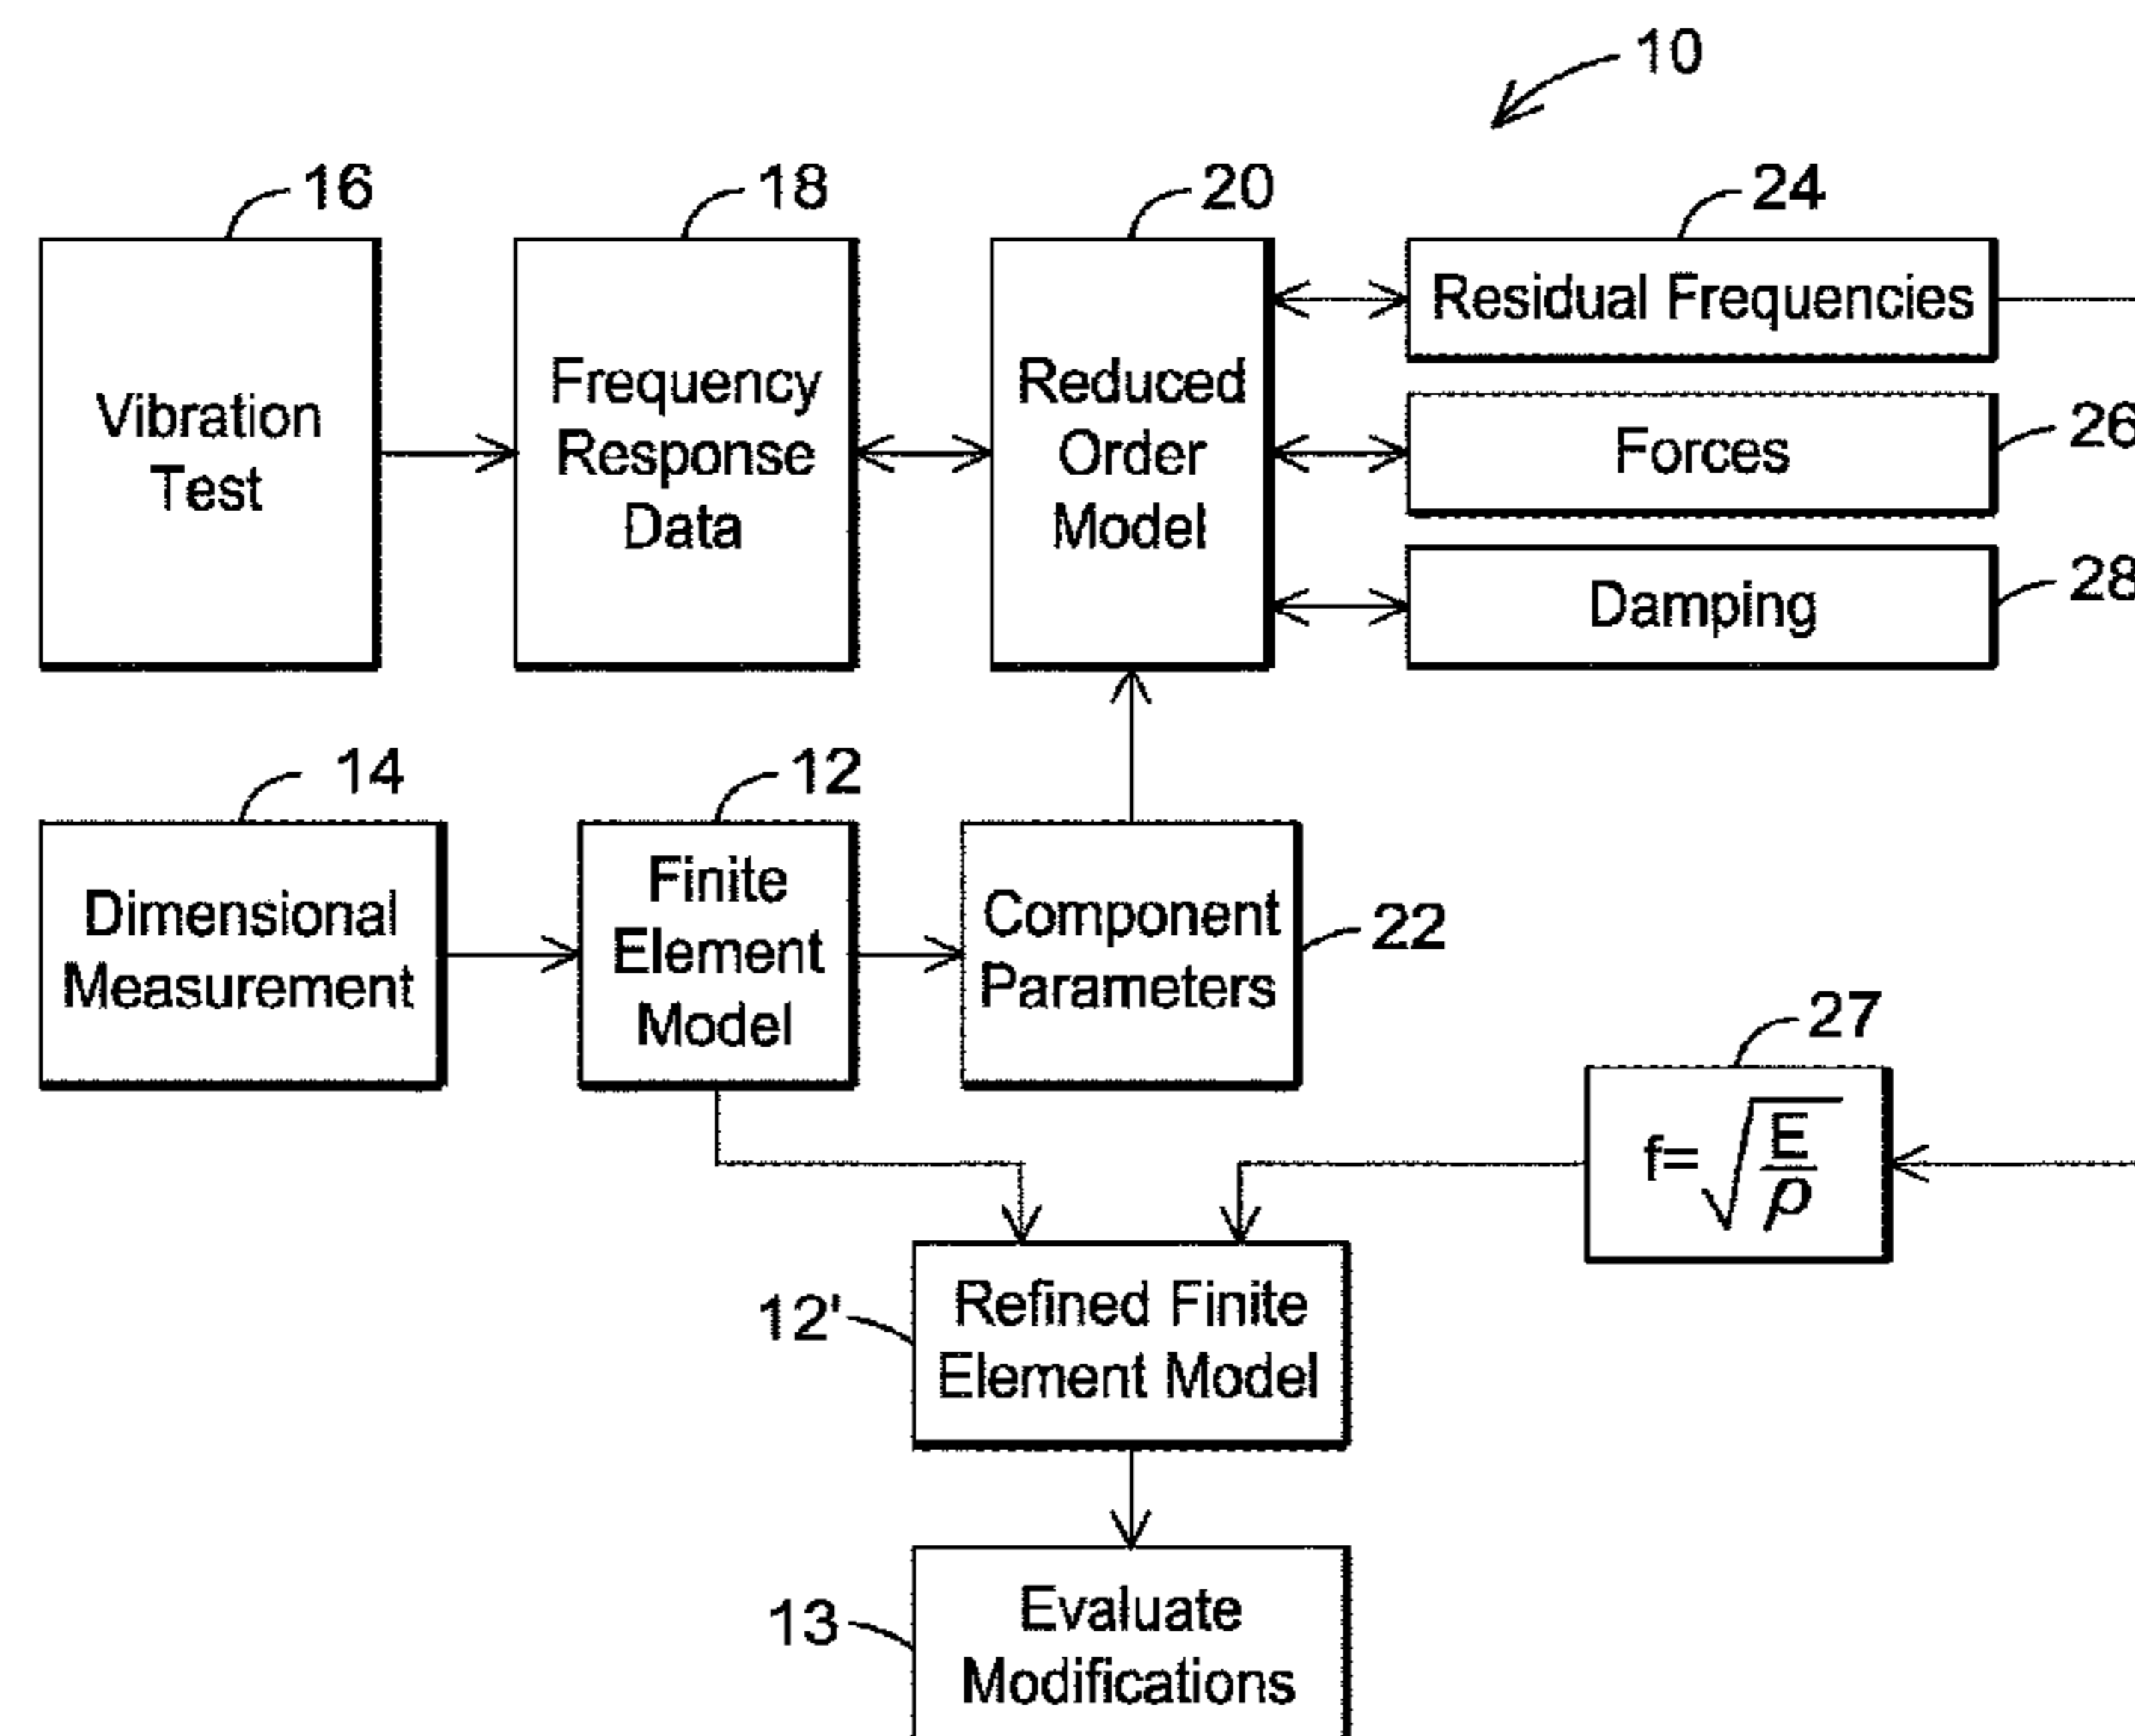 10
16
18
20
24
Vibration
Test
Frequency
Response
Data
Reduced
Order
Model
Residual Frequencies
Forces
26
Damping
28
14
12
Dimensional
Measurement
Finite
Element
Model
Component
Parameters
22
27
f=√E/ρ
12'
Refined Finite
Element Model
13
Evaluate
Modifications